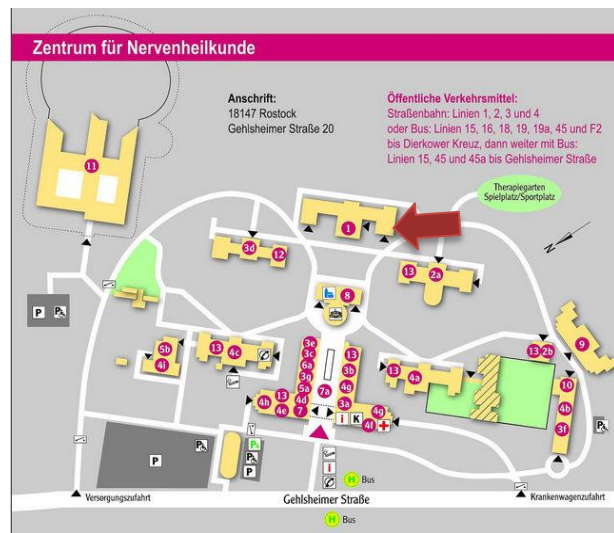 Zentrum für Nervenheilkunde
Anschrift:
18147 Rostock
Gehlsheimer Straße 20
Öffentliche Verkehrsmittel:
Straßenbahn: Linien 1, 2, 3 und 4
oder Bus: Linien 15, 16, 18, 19, 19a, 45 und F2
bis Dierkower Kreuz, dann weiter mit Bus:
Linien 15, 45 und 45a bis Gehlsheimer Straße
Therapiegarten
Spielplatz/Sportplatz
N
11
1
3d
12
13
2a
8
9
5b
4i
13
4c
3e
3c
6a
3g
5a
4d
7
13
4h
4e
7a
13
3b
4g
3a
i
K
4g
4f
13
4a
13
2b
10
4b
3f
P
P
P
P
P
P
P
P
i
H Bus
Versorgungszufahrt
Gehlsheimer Straße
Krankenwagenzufahrt
H Bus